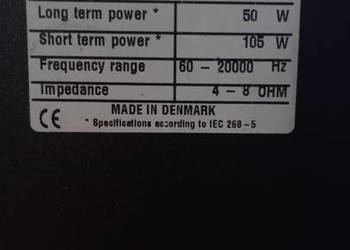 Long term power * 50 W
Short term power * 105 W
Frequency range 60 – 20000 Hz
Impedance 4 – 8 OHM
MADE IN DENMARK
CE * Specifications according to IEC 268-5